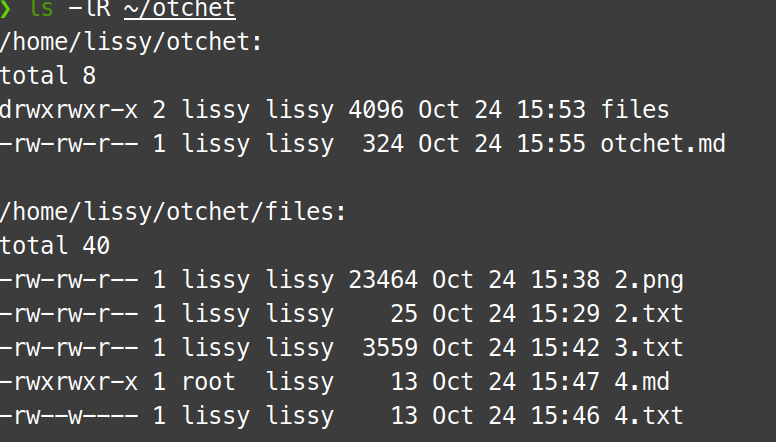 ❯ ls -lR ~/otchet
/home/lissy/otchet:
total 8
drwxrwxr-x 2 lissy lissy 4096 Oct 24 15:53 files
-rw-rw-r-- 1 lissy lissy  324 Oct 24 15:55 otchet.md

/home/lissy/otchet/files:
total 40
-rw-rw-r-- 1 lissy lissy 23464 Oct 24 15:38 2.png
-rw-rw-r-- 1 lissy lissy    25 Oct 24 15:29 2.txt
-rw-rw-r-- 1 lissy lissy  3559 Oct 24 15:42 3.txt
-rwxrwxr-x 1 root  lissy    13 Oct 24 15:47 4.md
-rw--w---- 1 lissy lissy    13 Oct 24 15:46 4.txt